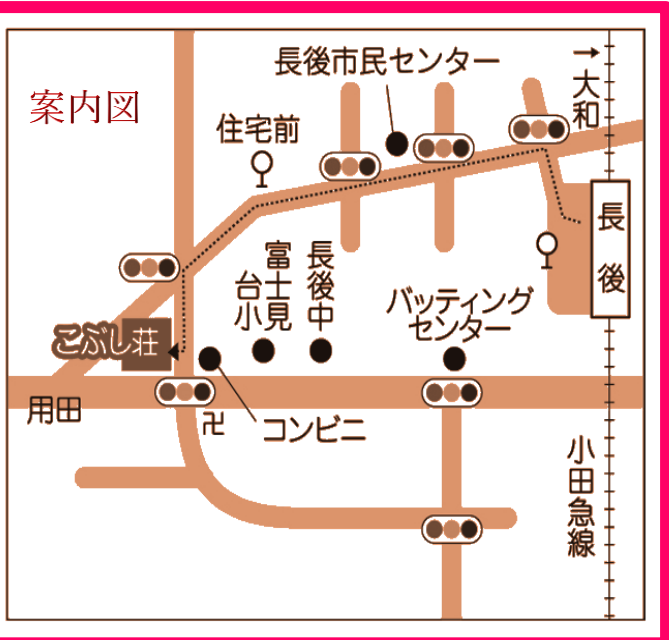 長後市民センター
→大和
案内図
住宅前
長後
富士見台小
長後中
バッティング
センター
こぶし荘
用田
卍
コンビニ
小田急線